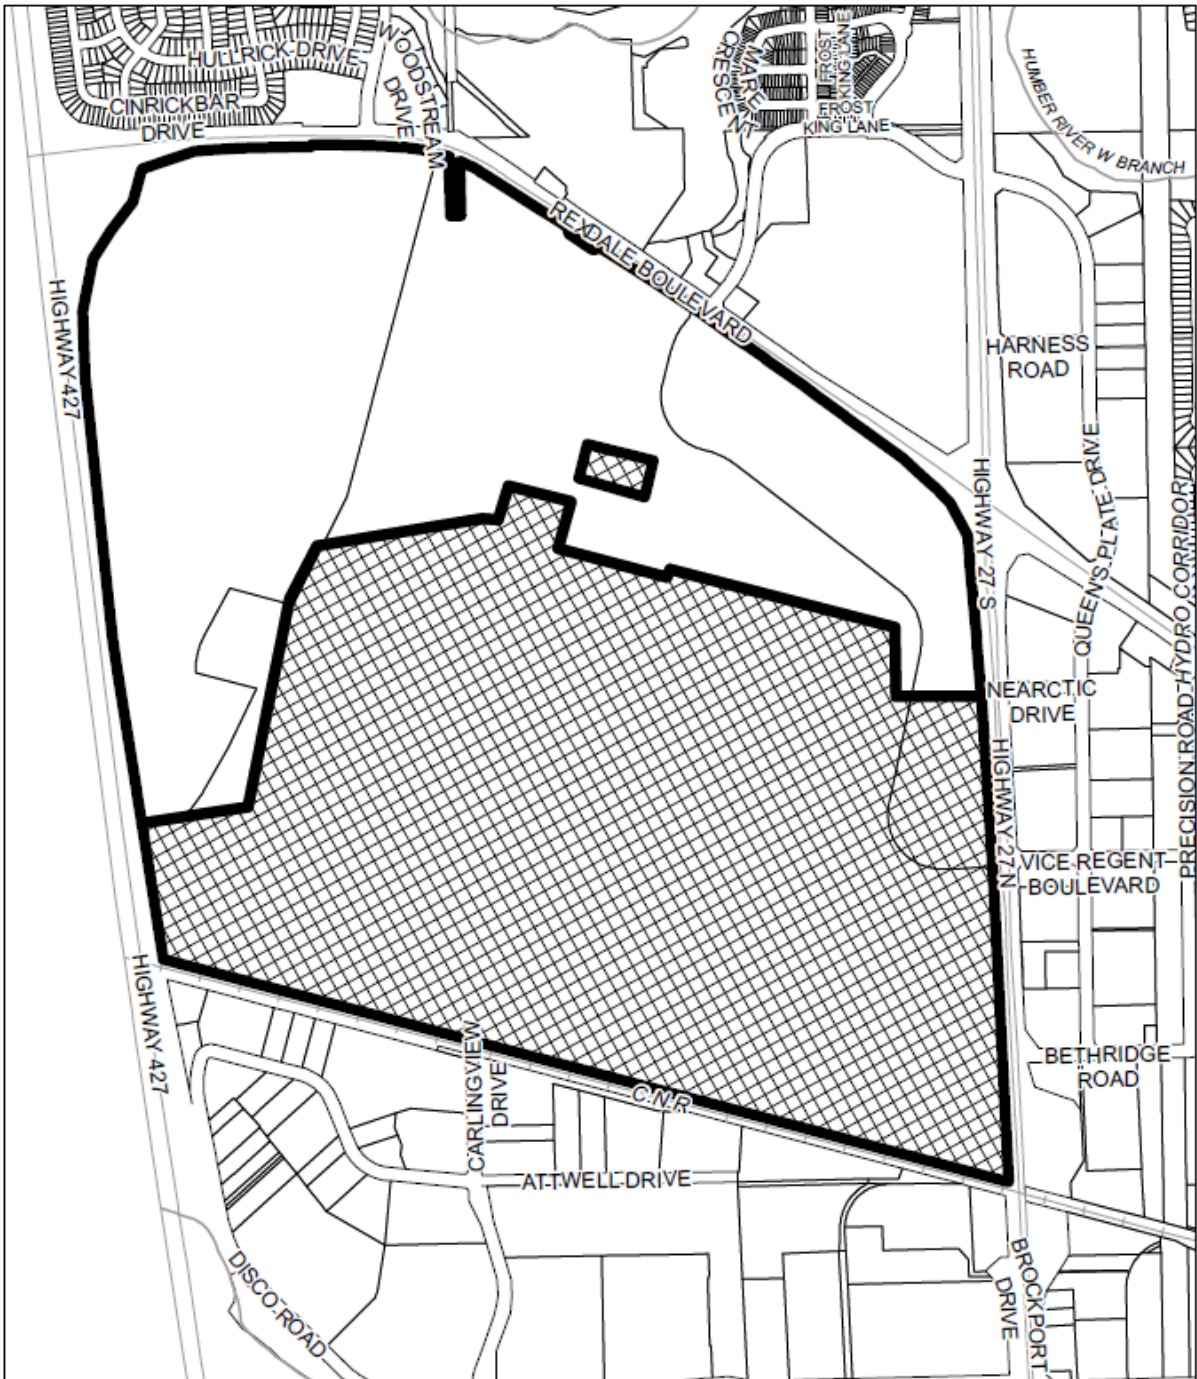 HULLRICK DRIVE
WOODSTREAM
DRIVE
CINRICKBAR
DRIVE
MARE
CRESCENT
FROST
KING LANE
FROST
KING LANE
HUMBER RIVER W BRANCH
REXDALE BOULEVARD
HIGHWAY 427
HARNESS
ROAD
HIGHWAY 27 S
QUEEN'S PLATE DRIVE
HYDRO CORRIDOR
PRECISION ROAD
NEARCTIC
DRIVE
HIGHWAY 27 N
VICE REGENT
BOULEVARD
HIGHWAY 427
CARLINGVIEW
DRIVE
C.N.R
BETHRIDGE
ROAD
ATTWELL DRIVE
DISCO ROAD
BROCKPORT
DRIVE